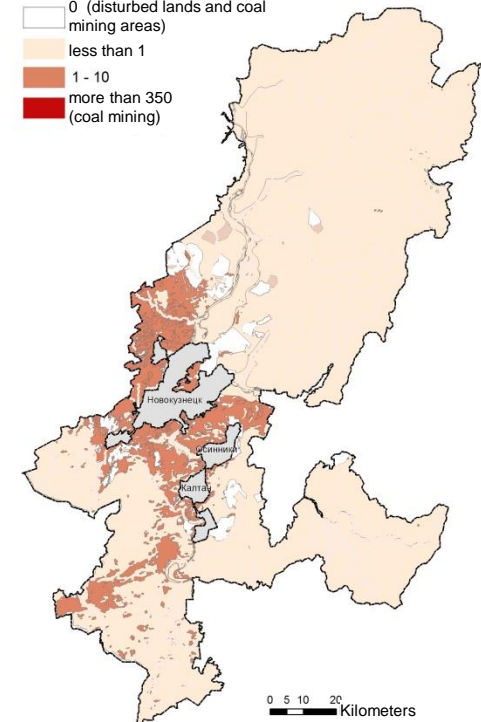 0 (disturbed lands and coal
mining areas)
less than 1
1 - 10
more than 350
(coal mining)
Новокузнецк
Осинники
Калтан
0 5 10 20
Kilometers